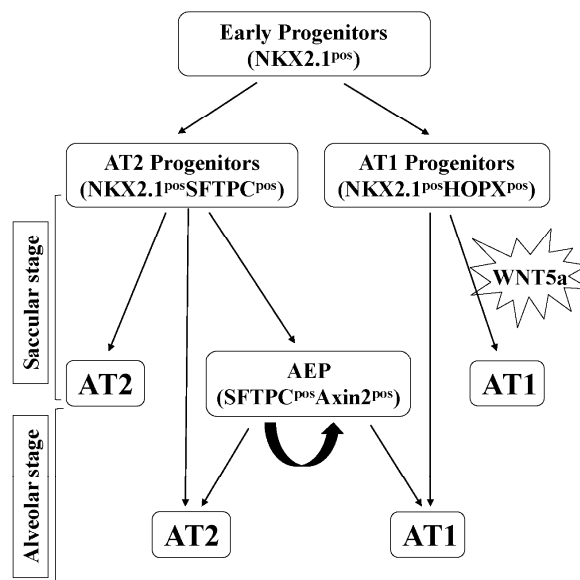 Early Progenitors
(NKX2.1ᵖᵒˢ)
AT2 Progenitors
(NKX2.1ᵖᵒˢSFTPCᵖᵒˢ)
AT1 Progenitors
(NKX2.1ᵖᵒˢHOPXᵖᵒˢ)
Saccular stage
WNT5a
AT2
AEP
(SFTPCᵖᵒˢAxin2ᵖᵒˢ)
AT1
Alveolar stage
AT2
AT1